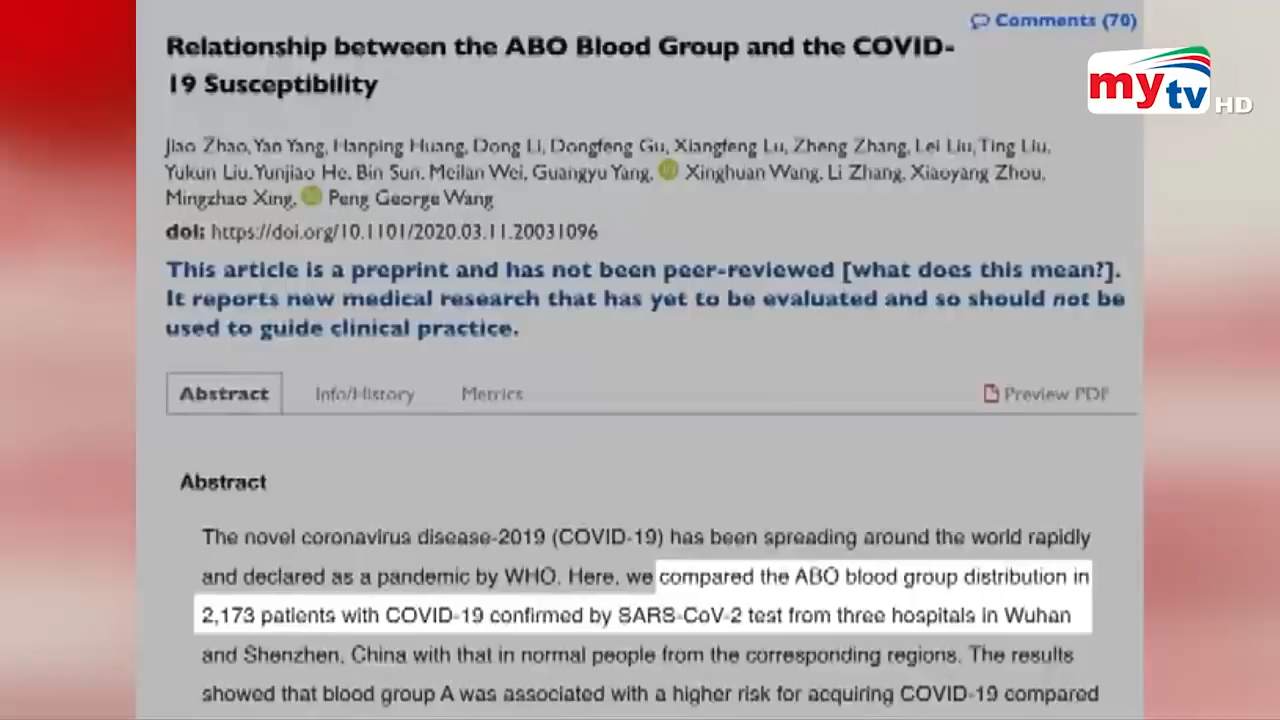 Comments (70)
Relationship between the ABO Blood Group and the COVID-
19 Susceptibility
mytv HD
Jiao Zhao, Yan Yang, Hanping Huang, Dong Li, Dongfeng Gu, Xiangfeng Lu, Zheng Zhang, Lei Liu, Ting Liu,
Yukun Liu, Yunjiao He, Bin Sun, Meilan Wei, Guangyu Yang, iD Xinghuan Wang, Li Zhang, Xiaoyang Zhou,
Mingzhao Xing, iD Peng George Wang
doi: https://doi.org/10.1101/2020.03.11.20031096
This article is a preprint and has not been peer-reviewed [what does this mean?].
It reports new medical research that has yet to be evaluated and so should not be
used to guide clinical practice.
Abstract Info/History Metrics Preview PDF
Abstract
The novel coronavirus disease-2019 (COVID-19) has been spreading around the world rapidly
and declared as a pandemic by WHO. Here, we compared the ABO blood group distribution in
2,173 patients with COVID-19 confirmed by SARS-CoV-2 test from three hospitals in Wuhan
and Shenzhen, China with that in normal people from the corresponding regions. The results
showed that blood group A was associated with a higher risk for acquiring COVID-19 compared